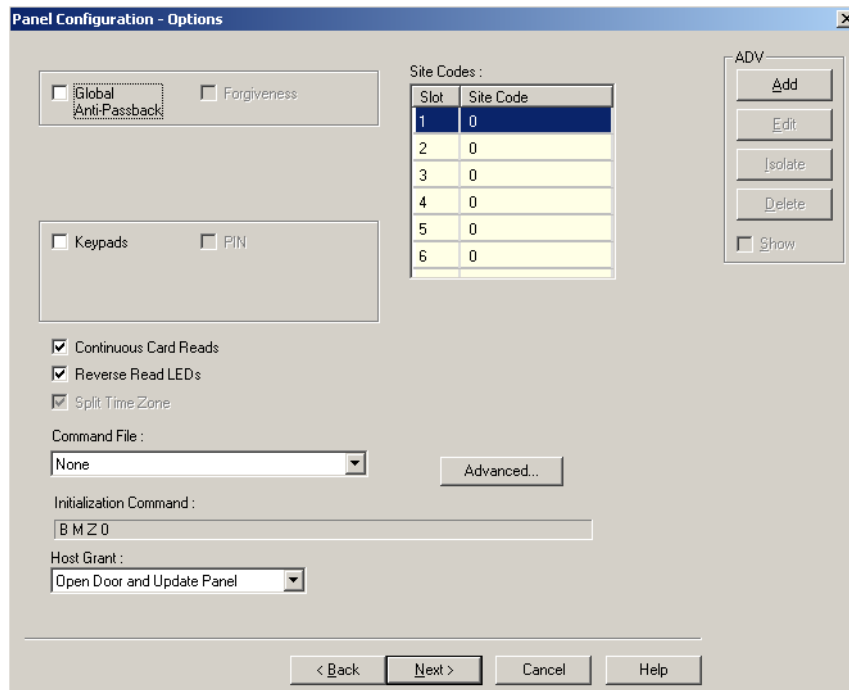 Panel Configuration - Options
Global
Anti-Passback
Forgiveness
Site Codes :
Slot Site Code
1 0
2 0
3 0
4 0
5 0
6 0
ADV
Add
Edit
Isolate
Delete
Show
Keypads
PIN
Continuous Card Reads
Reverse Read LEDs
Split Time Zone
Command File :
None
Advanced...
Initialization Command :
B M Z 0
Host Grant :
Open Door and Update Panel
< Back
Next >
Cancel
Help